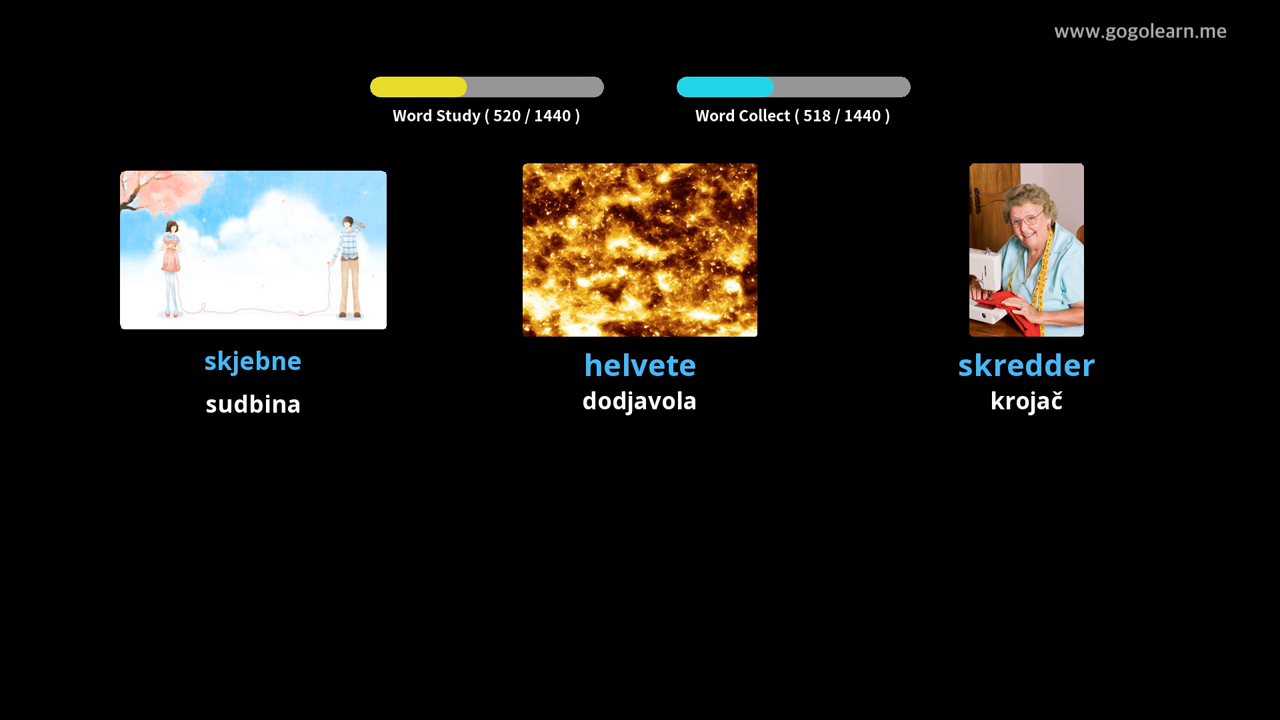 www.gogolearn.me
Word Study ( 520 / 1440 )
Word Collect ( 518 / 1440 )
skjebne
helvete
skredder
sudbina
dodjavola
krojač